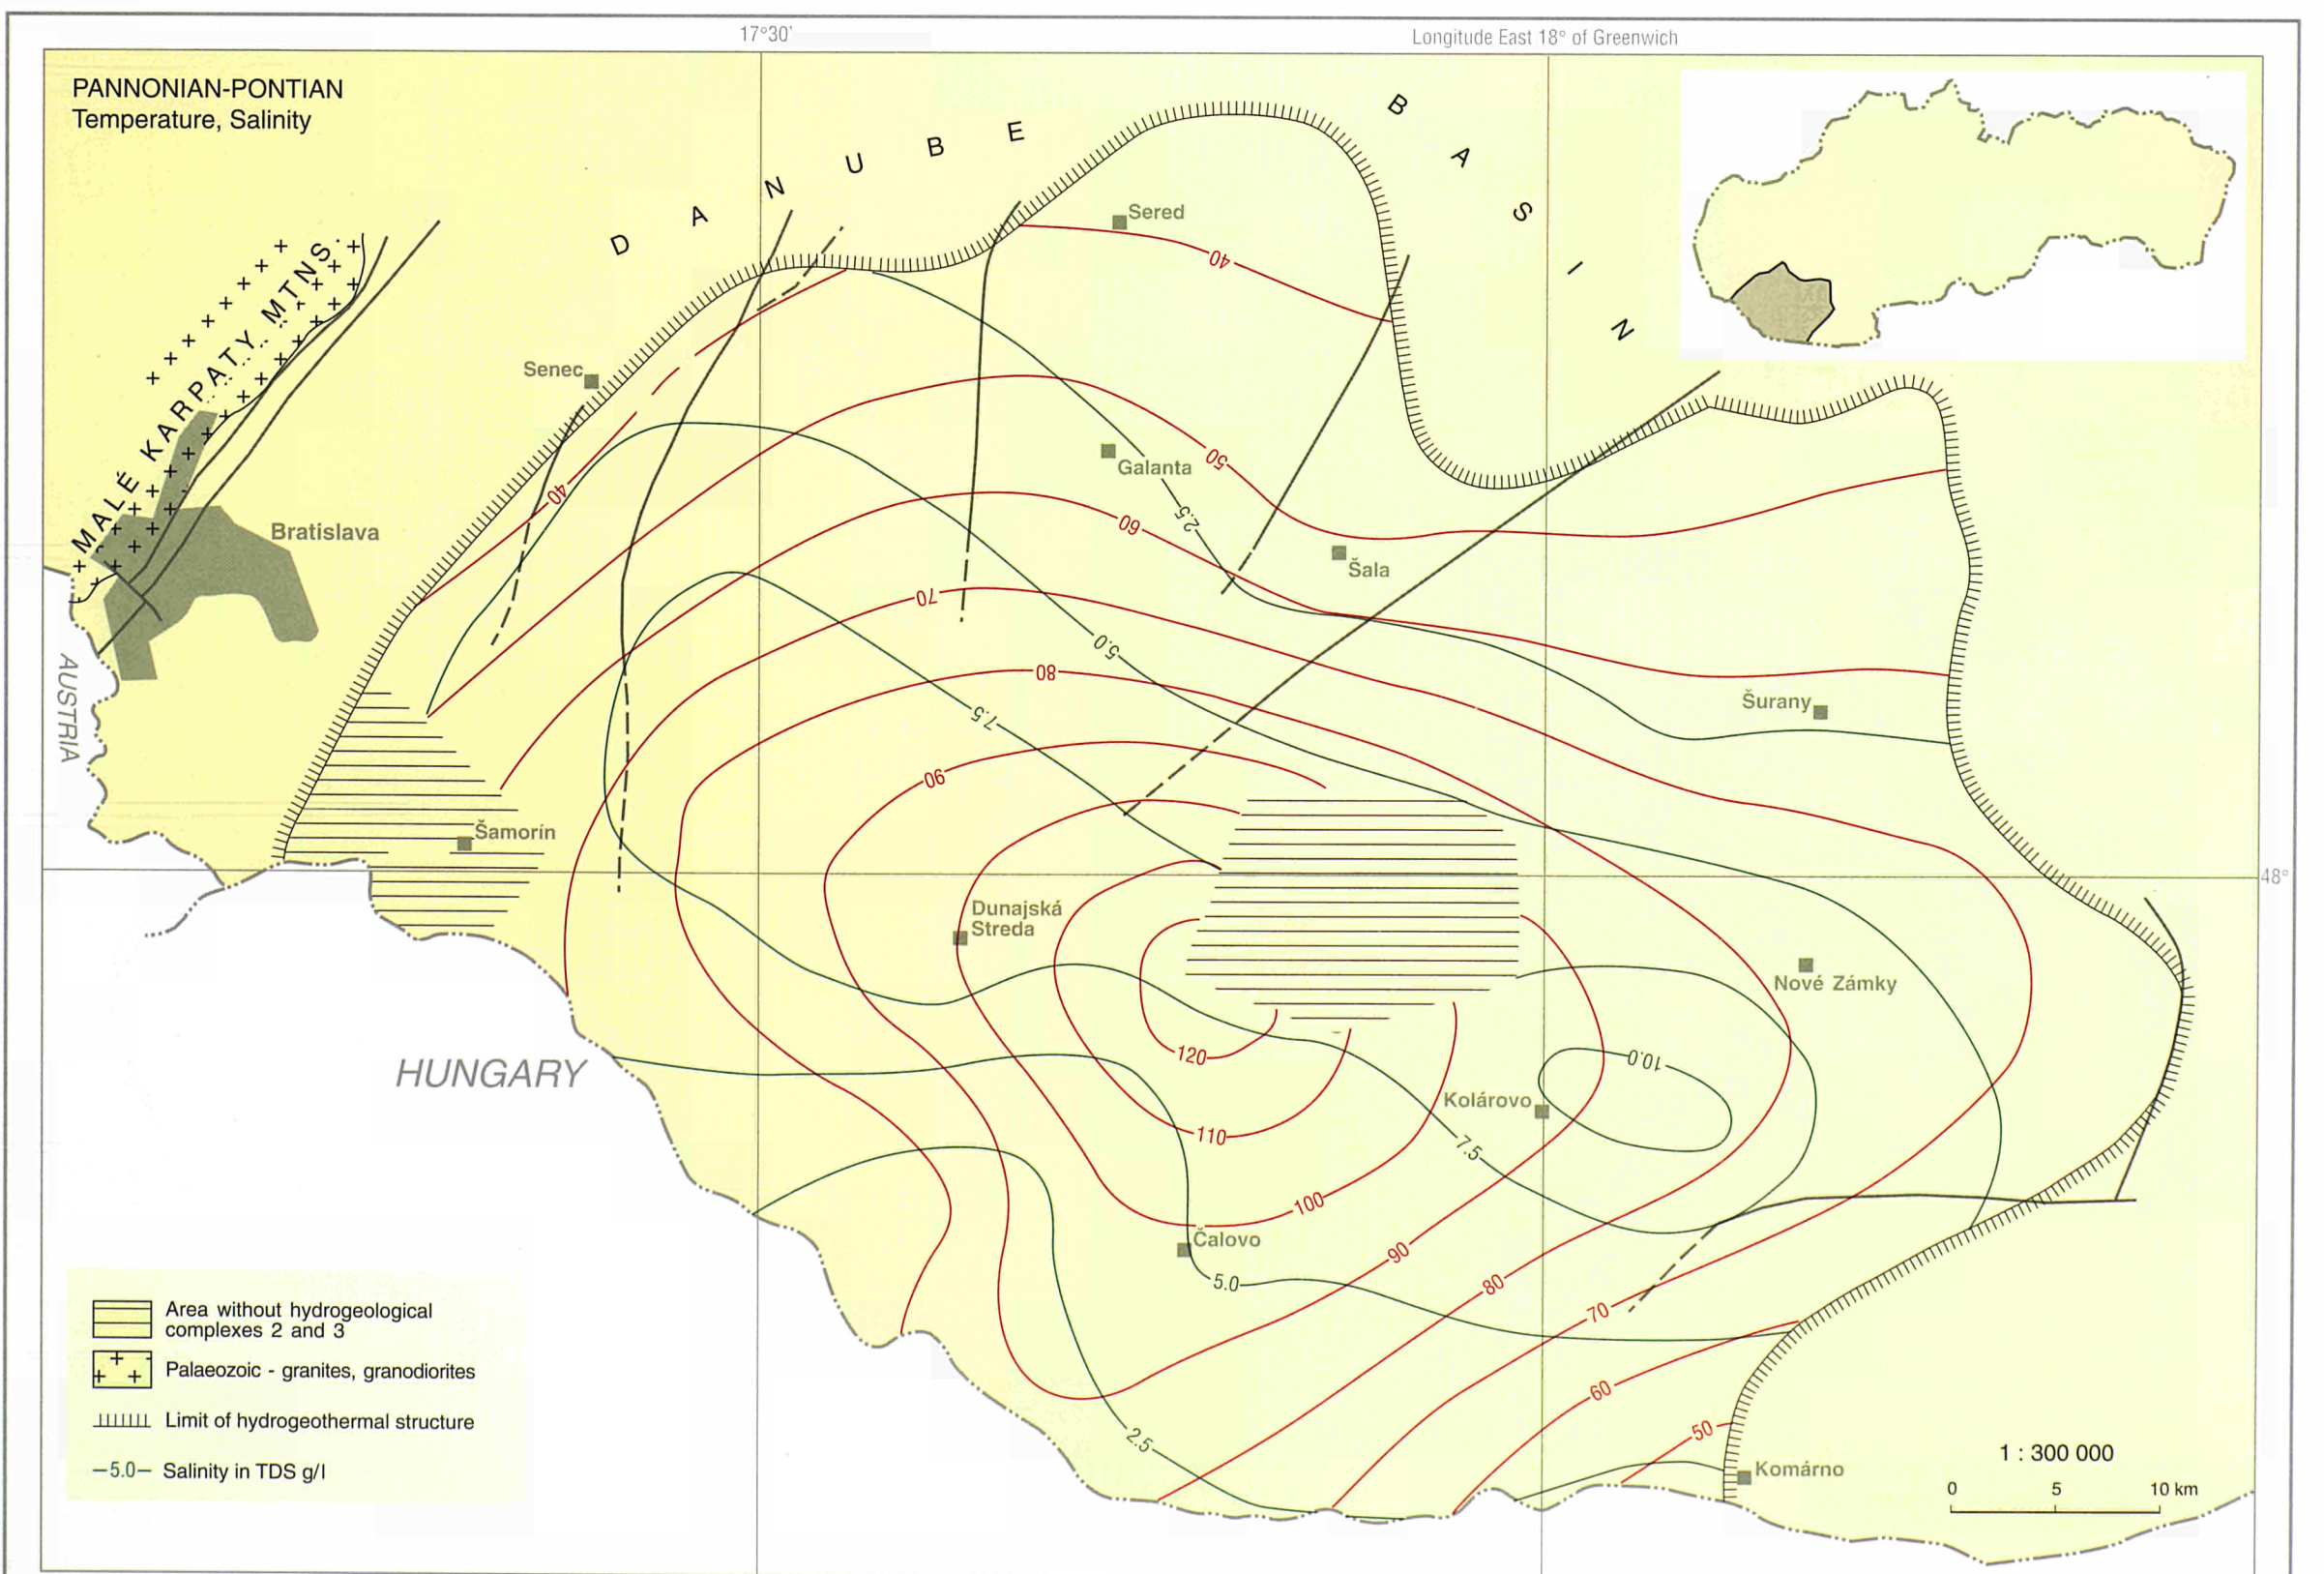 17°30'
Longitude East 18° of Greenwich
PANNONIAN-PONTIAN
Temperature, Salinity
DANUBE BASIN
Sered
40
MALÉ KARPATY MTNS.
Senec
50
Galanta
40
2.5
60
Bratislava
Šala
70
5.0
80
AUSTRIA
7.5
Šurany
90
Šamorín
48°
Dunajská
Streda
Nové Zámky
120
10.0
HUNGARY
Kolárovo
110
7.5
100
Čalovo
90
5.0
80
70
60
50
2.5
Komárno
Area without hydrogeological
complexes 2 and 3
Palaeozoic - granites, granodiorites
Limit of hydrogeothermal structure
5.0 Salinity in TDS g/l
1 : 300 000
0 5 10 km